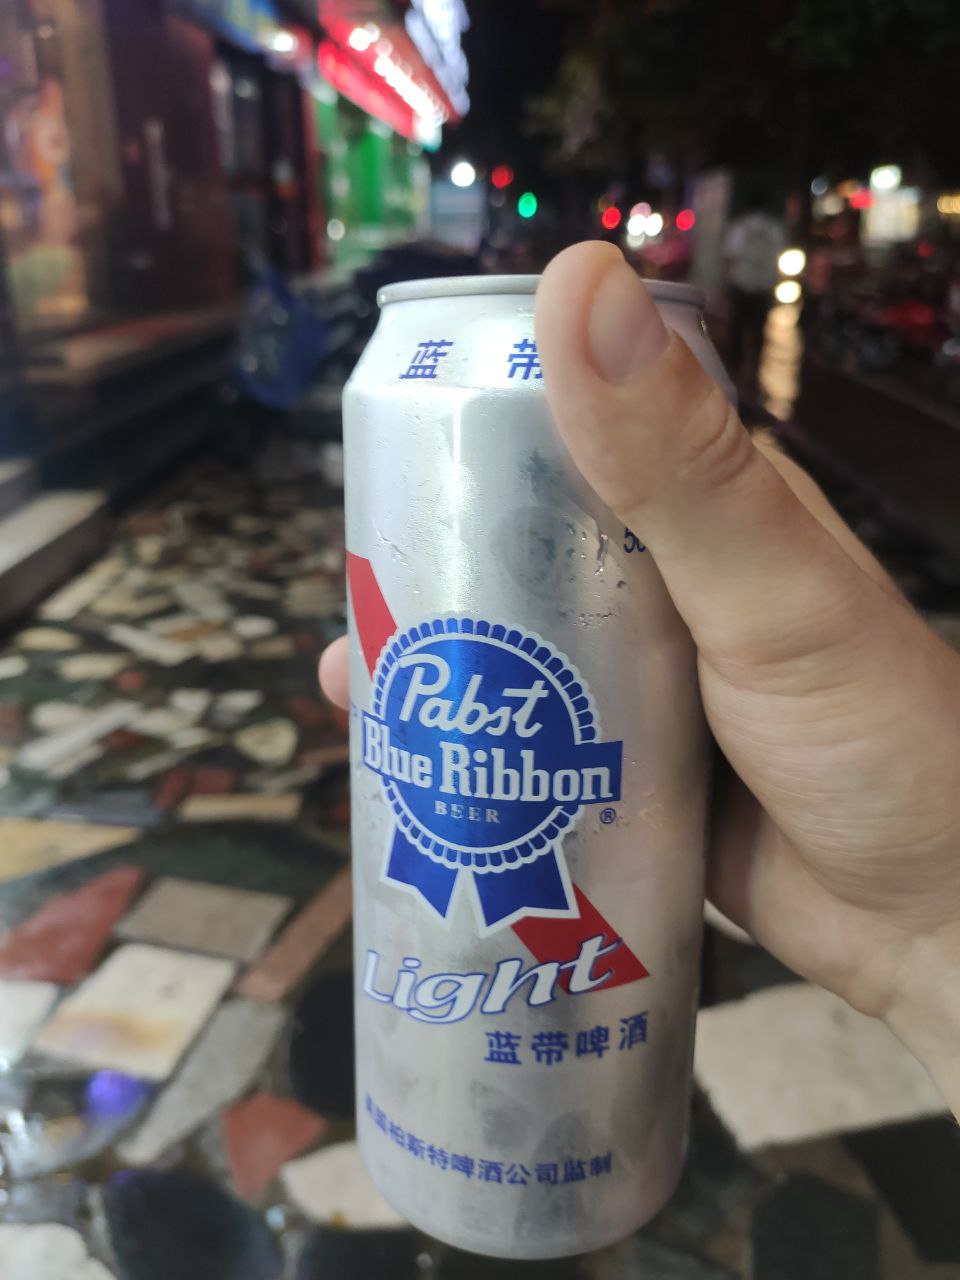 蓝 带
Pabst
Blue Ribbon
BEER
®
Light
蓝带啤酒
美国柏斯特啤酒公司监制